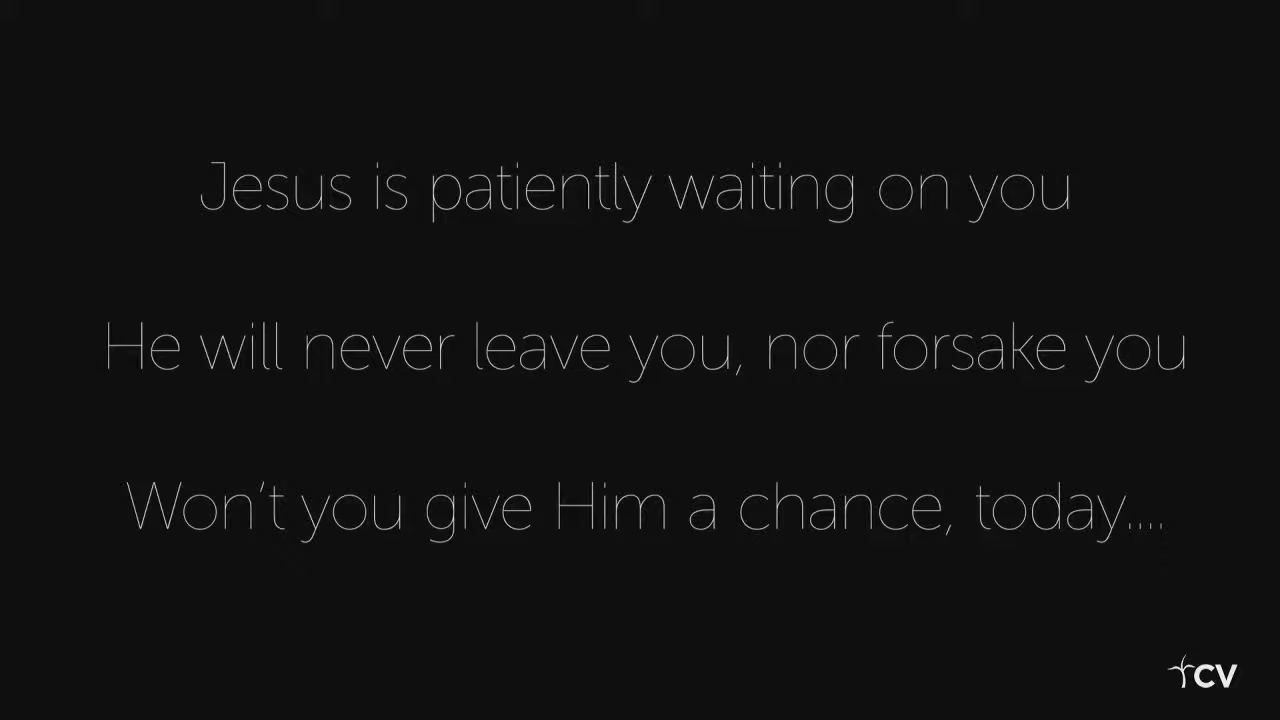 Jesus is patiently waiting on you
He will never leave you, nor forsake you
Won't you give Him a chance, today....
CV